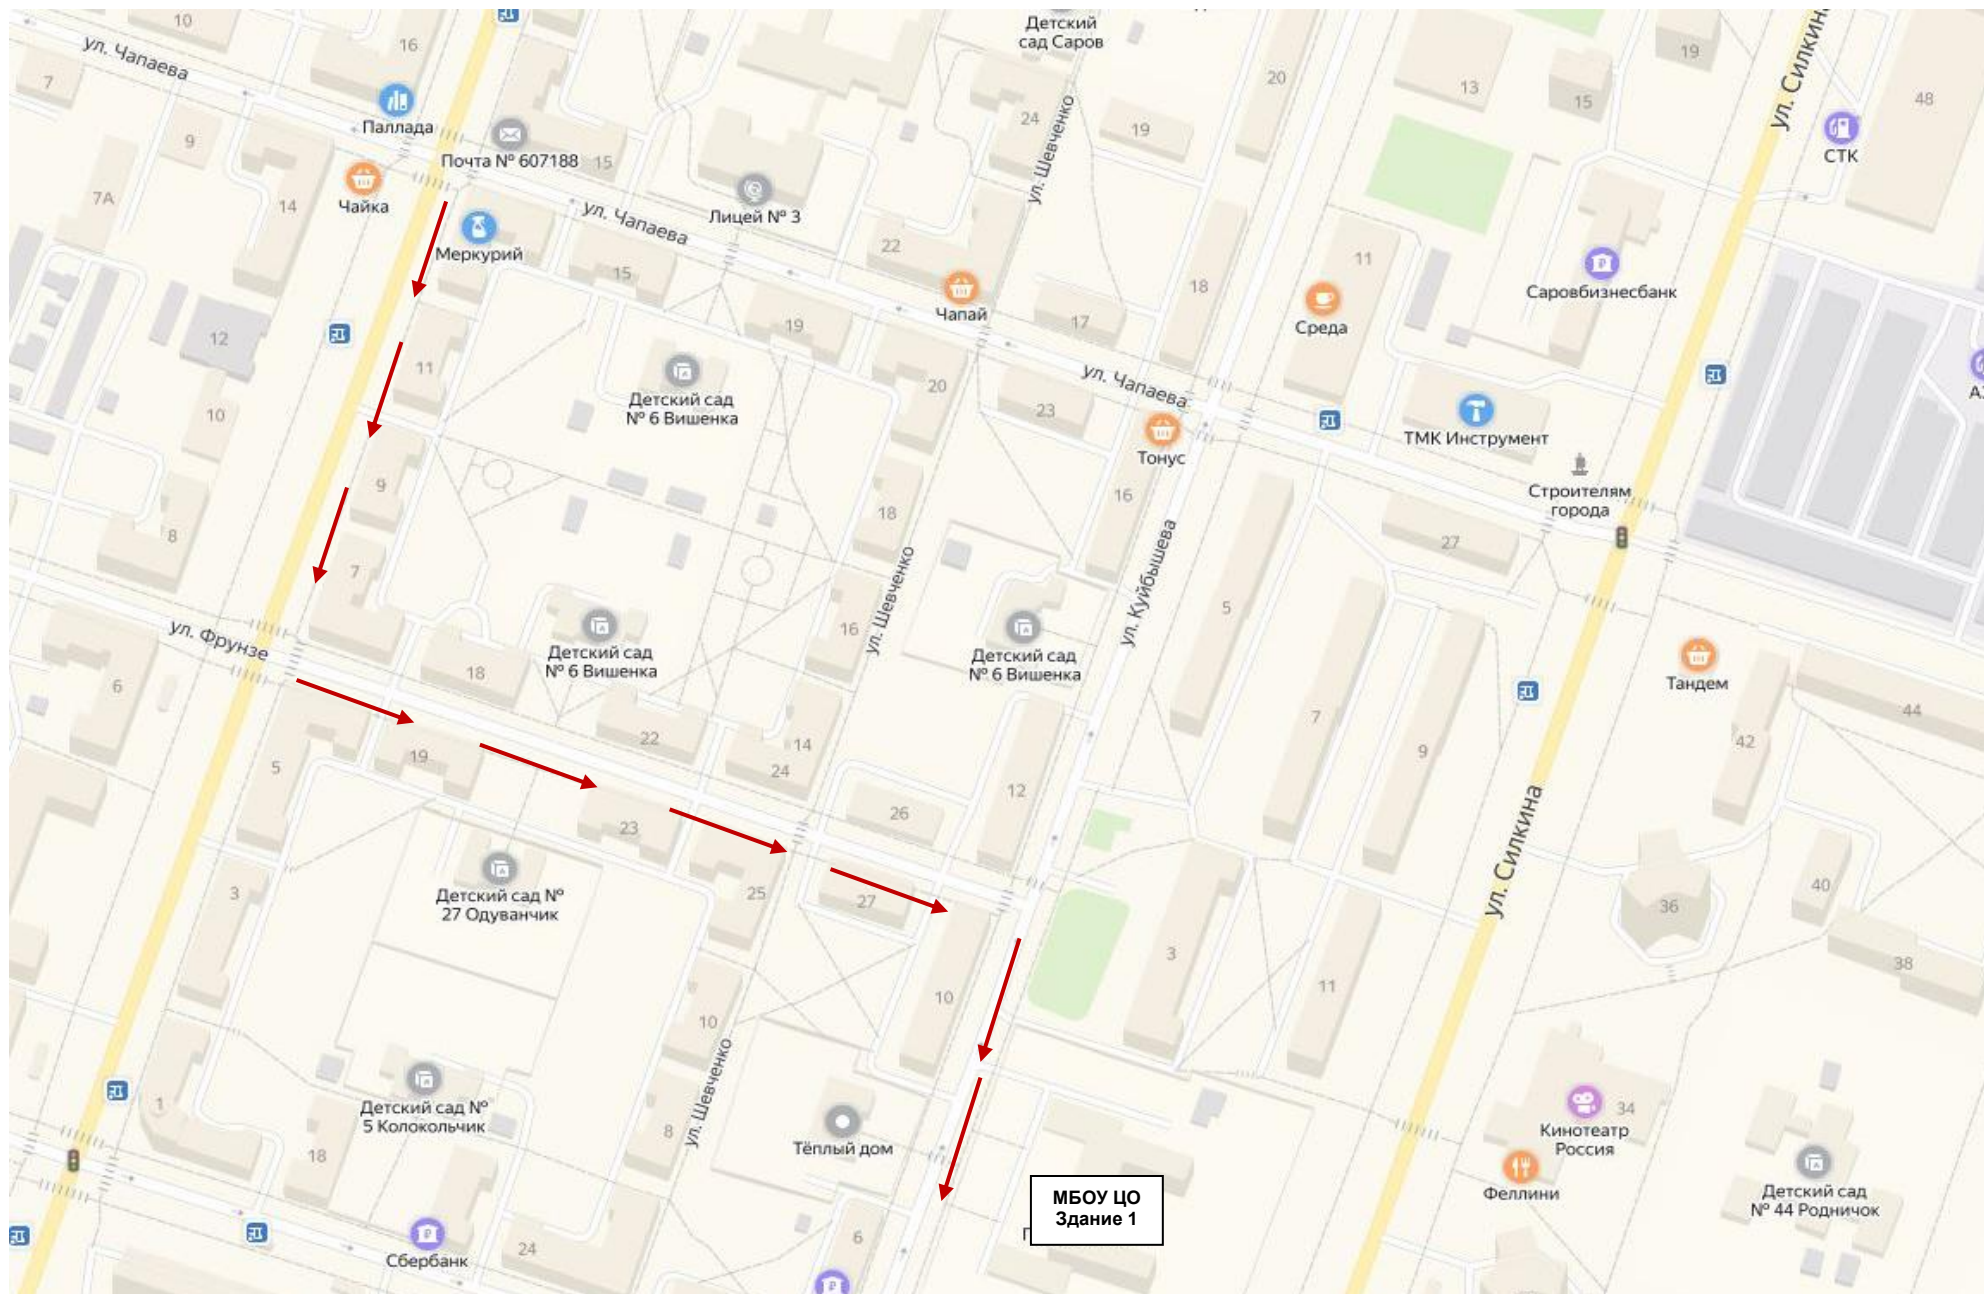 10
Детский
сад Саров
ул. Силкина
19
16
ул. Чапаева
7
20
13
15
48
Паллада
24
19
СТК
9
Почта № 607188
15
ул. Шевченко
7А
14
Чайка
Лицей № 3
ул. Чапаева
22
Меркурий
15
11
18
Саровбизнесбанк
Чапай
17
Среда
12
19
11
20
ул. Чапаева
Детский сад
№ 6 Вишенка
23
10
ТМК Инструмент
Тонус
9
16
Строителям
города
18
8
27
7
ул. Шевченко
ул. Куйбышева
5
16
ул. Фрунзе
Детский сад
№ 6 Вишенка
Детский сад
№ 6 Вишенка
Тандем
6
18
44
7
22
14
42
9
19
5
24
12
26
23
ул. Силкина
3
Детский сад №
27 Одуванчик
25
27
40
36
3
38
11
10
10
ул. Шевченко
1
Детский сад №
5 Колокольчик
8
34
Кинотеатр
Россия
Тёплый дом
18
Феллини
Детский сад
№ 44 Родничок
МБОУ ЦО
Здание 1
6
24
Сбербанк